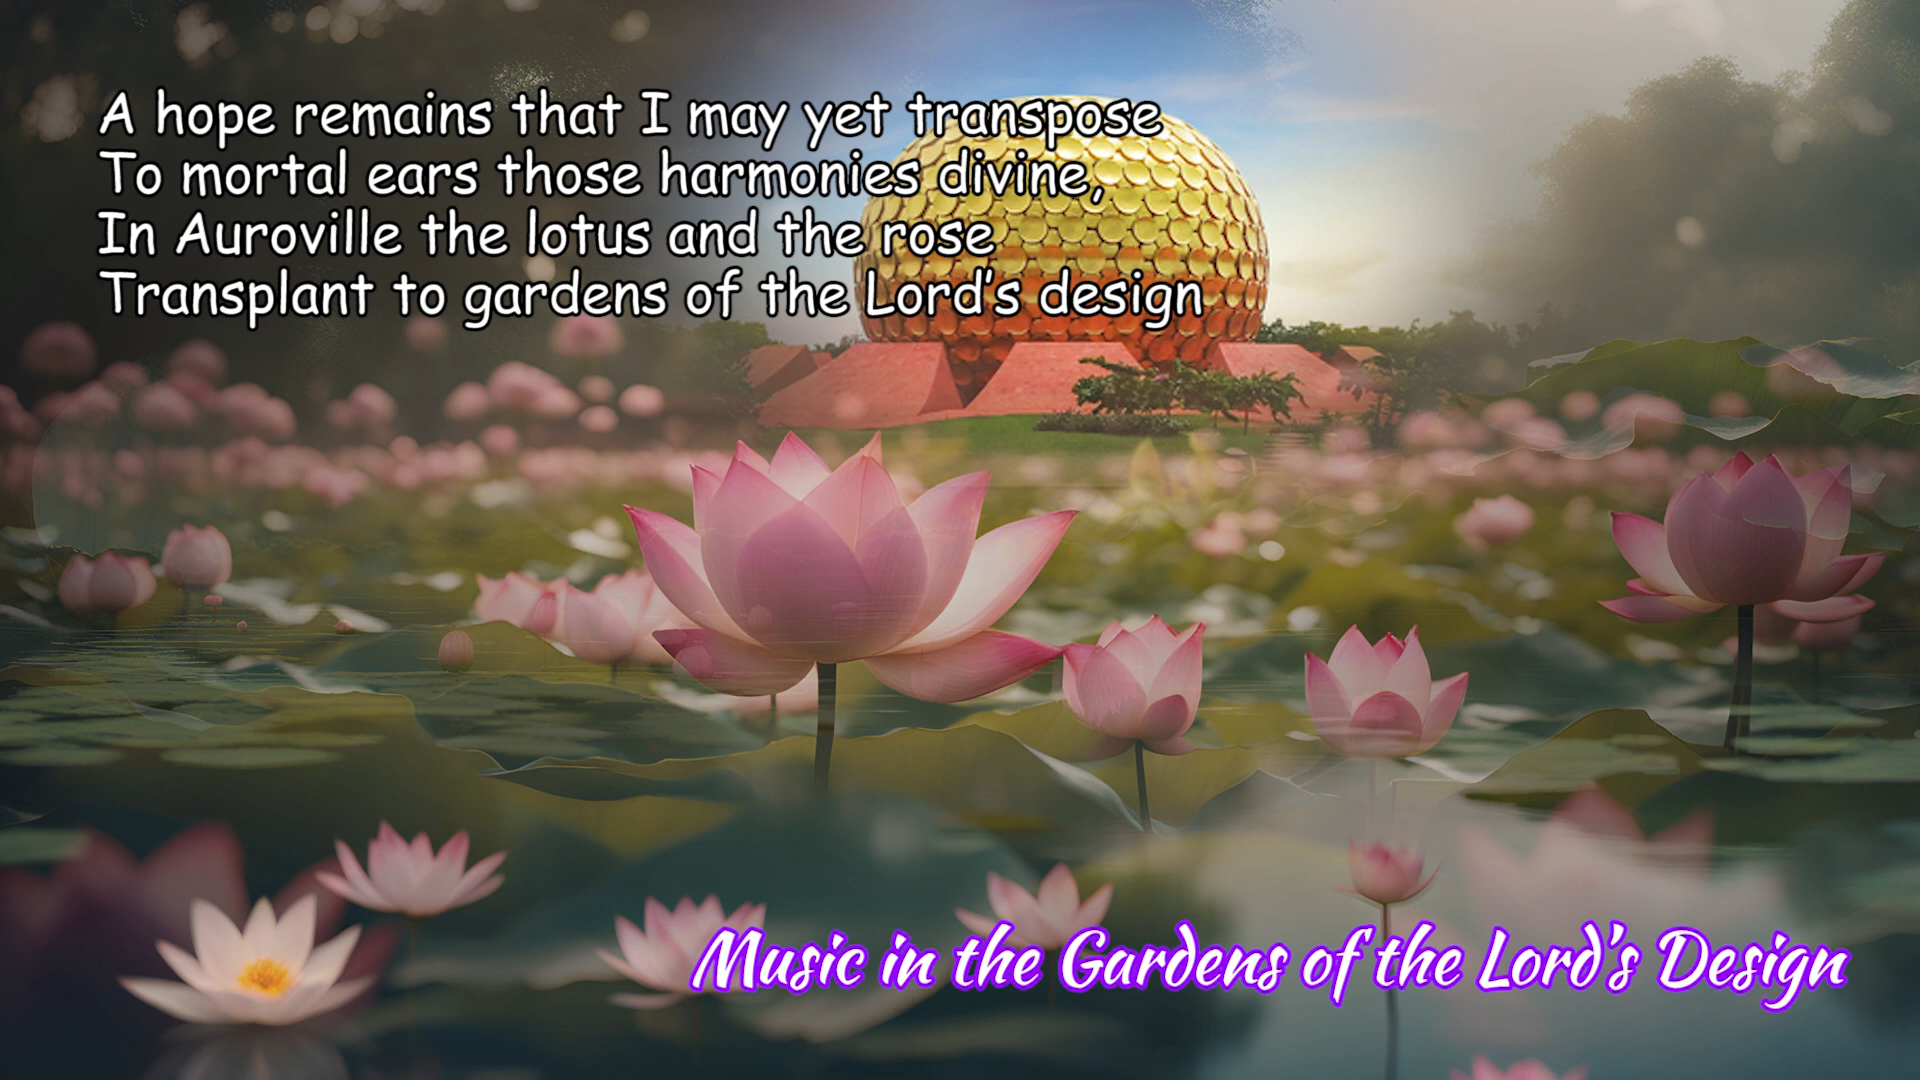 A hope remains that I may yet transpose
To mortal ears those harmonies divine,
In Auroville the lotus and the rose
Transplant to gardens of the Lord’s design
Music in the Gardens of the Lord’s Design